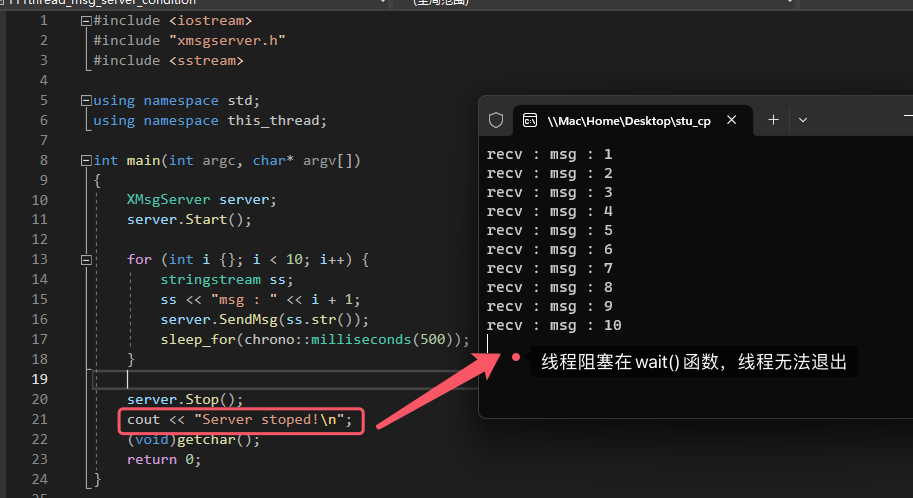 111thread_msg_server_condition
(全局范围)
1 #include <iostream>
2 #include "xmsgserver.h"
3 #include <sstream>
4
5 using namespace std;
6 using namespace this_thread;
7
8 int main(int argc, char* argv[])
9 {
10 XMsgServer server;
11 server.Start();
12
13 for (int i {}; i < 10; i++) {
14 stringstream ss;
15 ss << "msg : " << i + 1;
16 server.SendMsg(ss.str());
17 sleep_for(chrono::milliseconds(500));
18 }
19
20 server.Stop();
21 cout << "Server stoped!\n";
22 (void)getchar();
23 return 0;
24 }
\\Mac\Home\Desktop\stu_cp
recv : msg : 1
recv : msg : 2
recv : msg : 3
recv : msg : 4
recv : msg : 5
recv : msg : 6
recv : msg : 7
recv : msg : 8
recv : msg : 9
recv : msg : 10
线程阻塞在wait()函数，线程无法退出